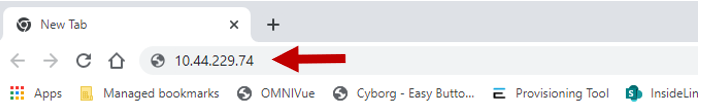 New Tab
10.44.229.74
Apps Managed bookmarks OMNIVue Cyborg - Easy Butto... Provisioning Tool InsideLin